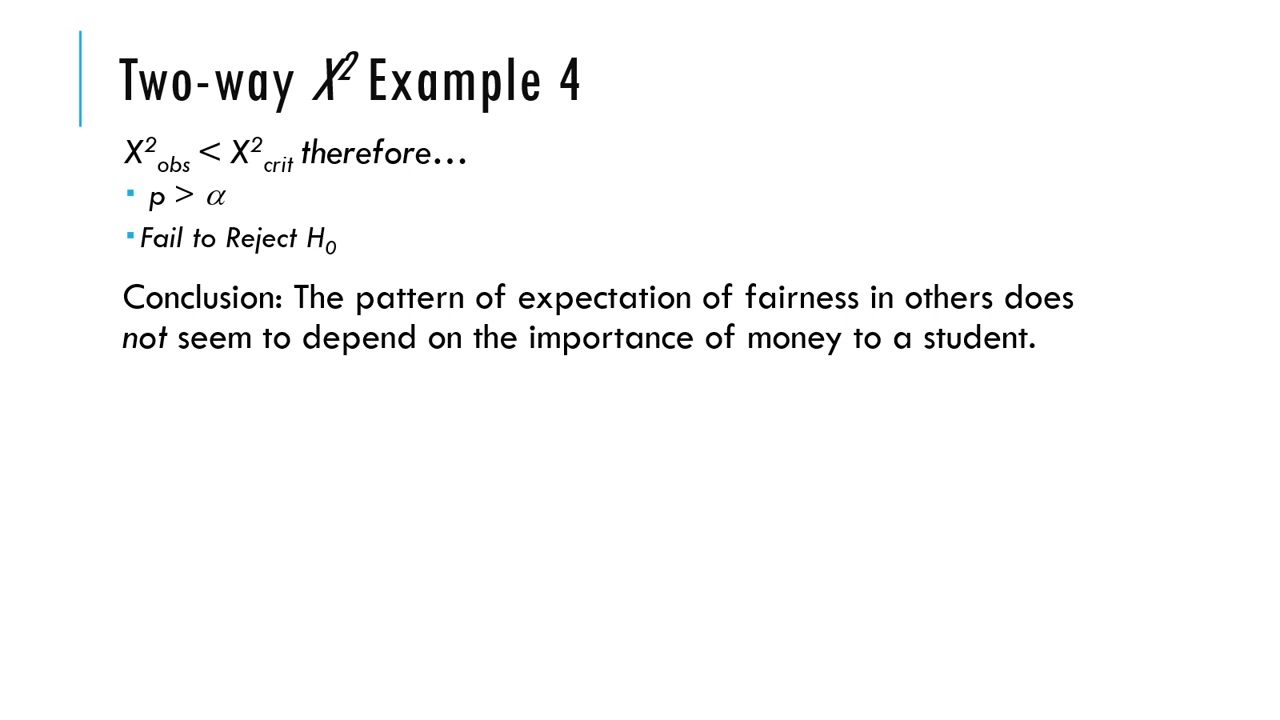 Two-way X² Example 4
X²obs < X²crit therefore…
▪ p > α
▪ Fail to Reject H₀
Conclusion: The pattern of expectation of fairness in others does
not seem to depend on the importance of money to a student.